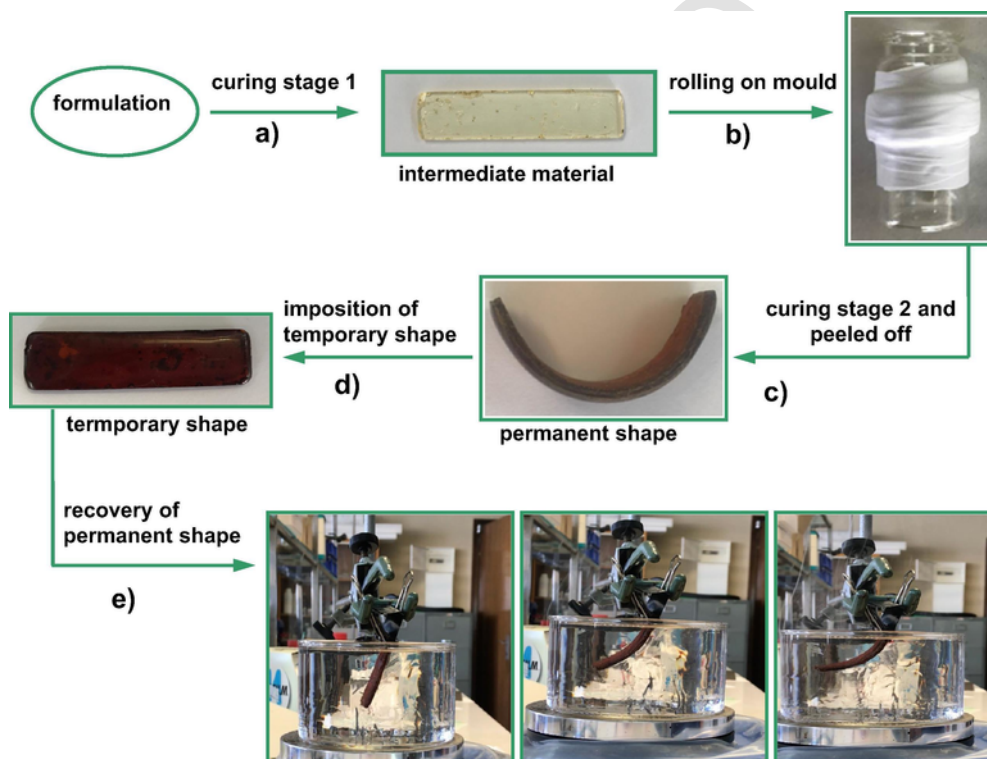 formulation
curing stage 1
a)
intermediate material
rolling on mould
b)
curing stage 2 and
peeled off
c)
permanent shape
imposition of
temporary shape
d)
termporary shape
recovery of
permanent shape
e)